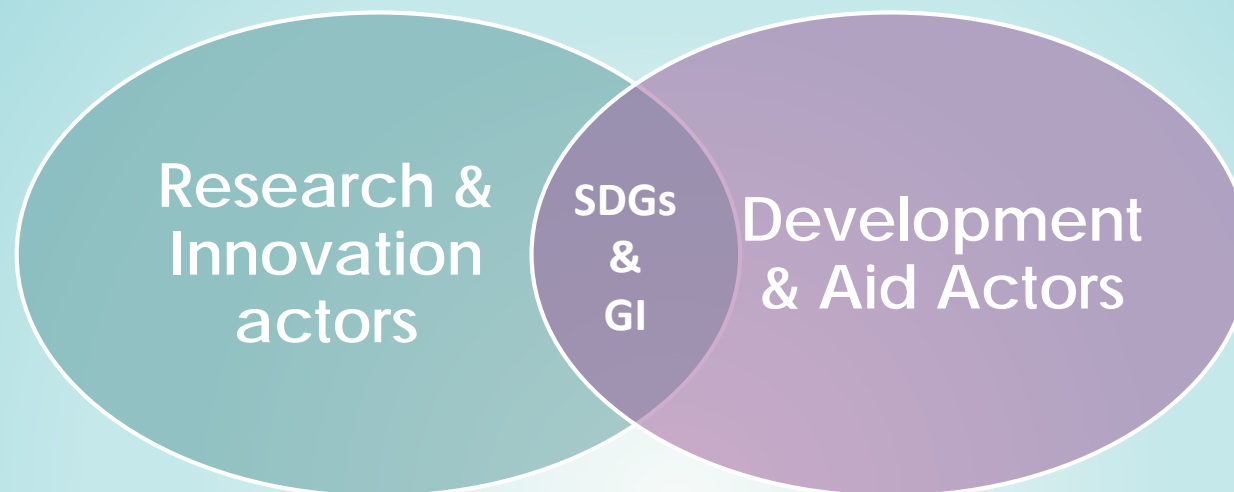 Research &
Innovation
actors
SDGs
&
GI
Development
& Aid Actors